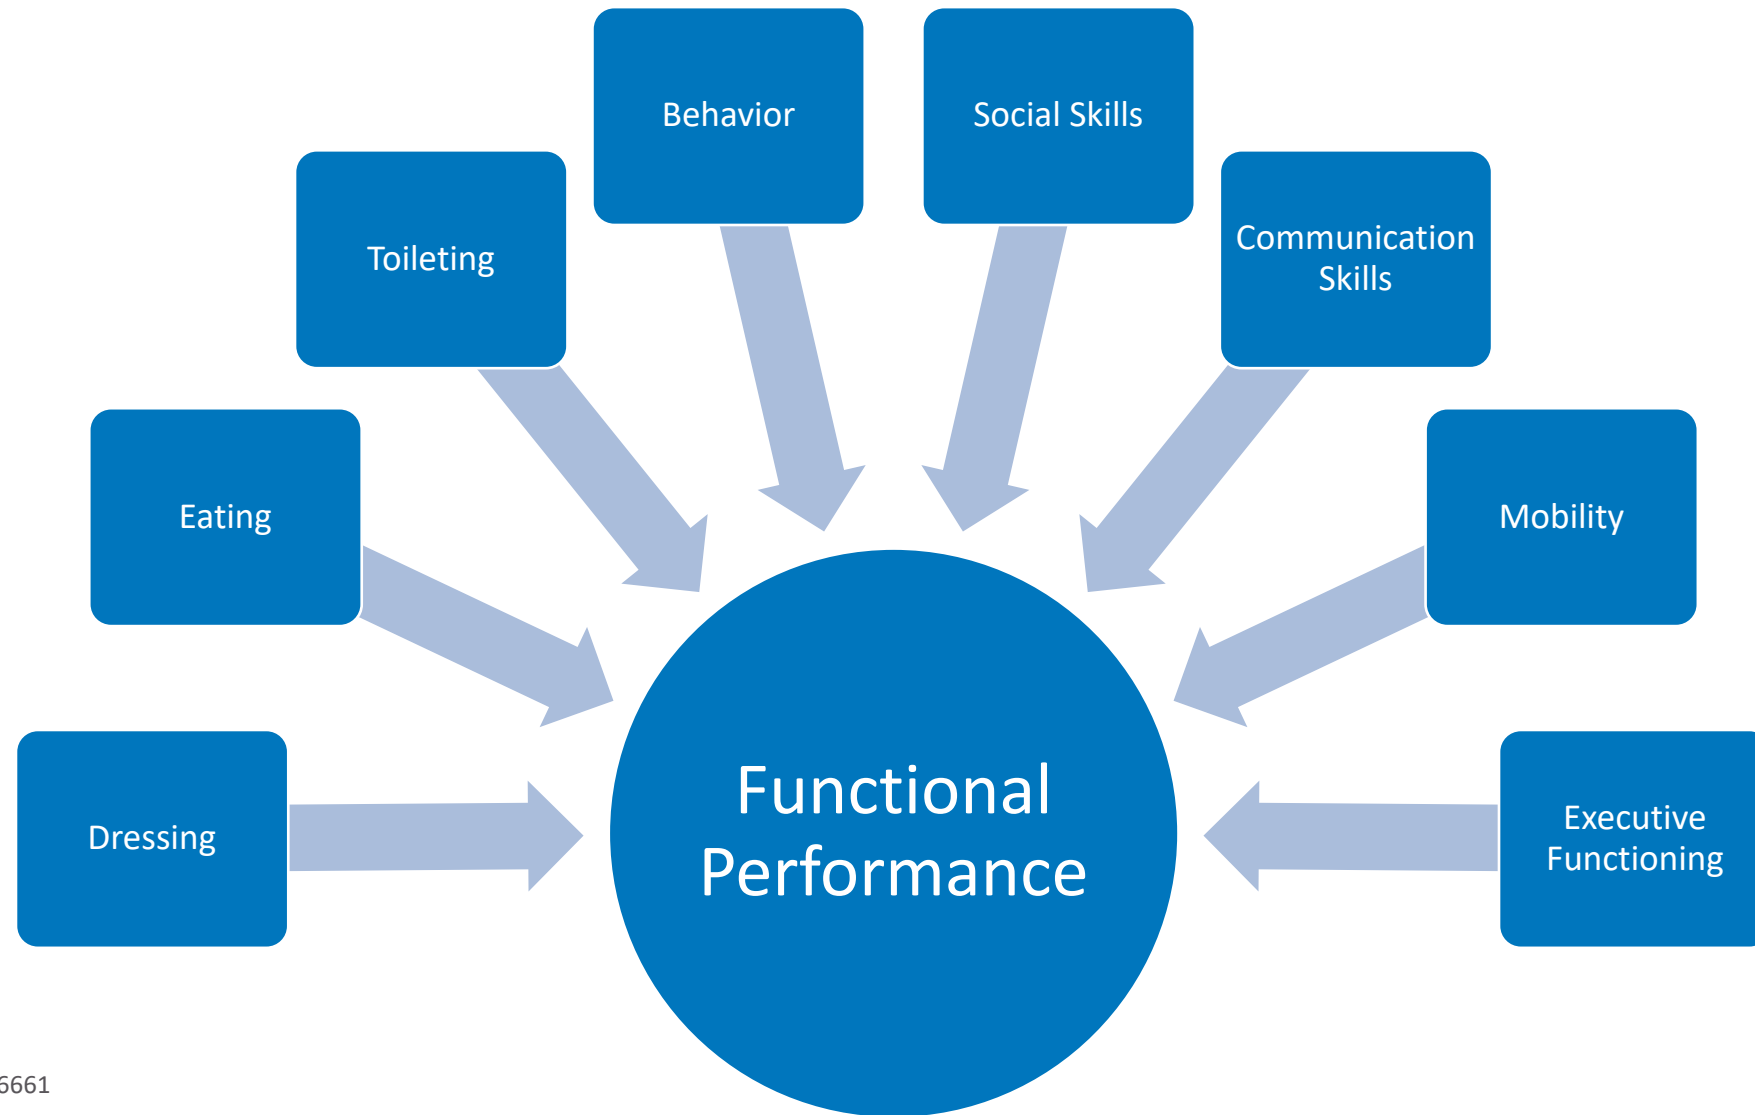 Behavior
Social Skills
Toileting
Communication
Skills
Eating
Mobility
Dressing
Functional
Performance
Executive
Functioning
6661